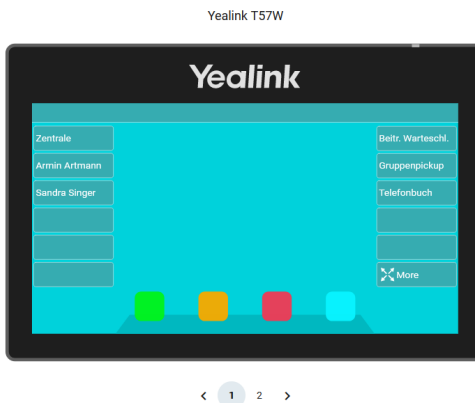 Yealink T57W
Yealink
Zentrale
Beitr. Warteschl.
Armin Artmann
Gruppenpickup
Sandra Singer
Telefonbuch
More
1 2